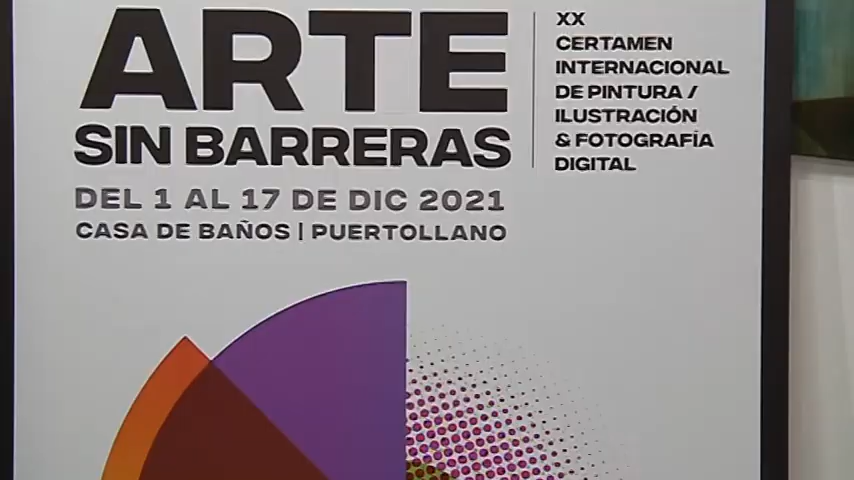 ARTE
SIN BARRERAS
DEL 1 AL 17 DE DIC 2021
CASA DE BAÑOS | PUERTOLLANO
XX
CERTAMEN
INTERNACIONAL
DE PINTURA /
ILUSTRACIÓN
& FOTOGRAFÍA
DIGITAL